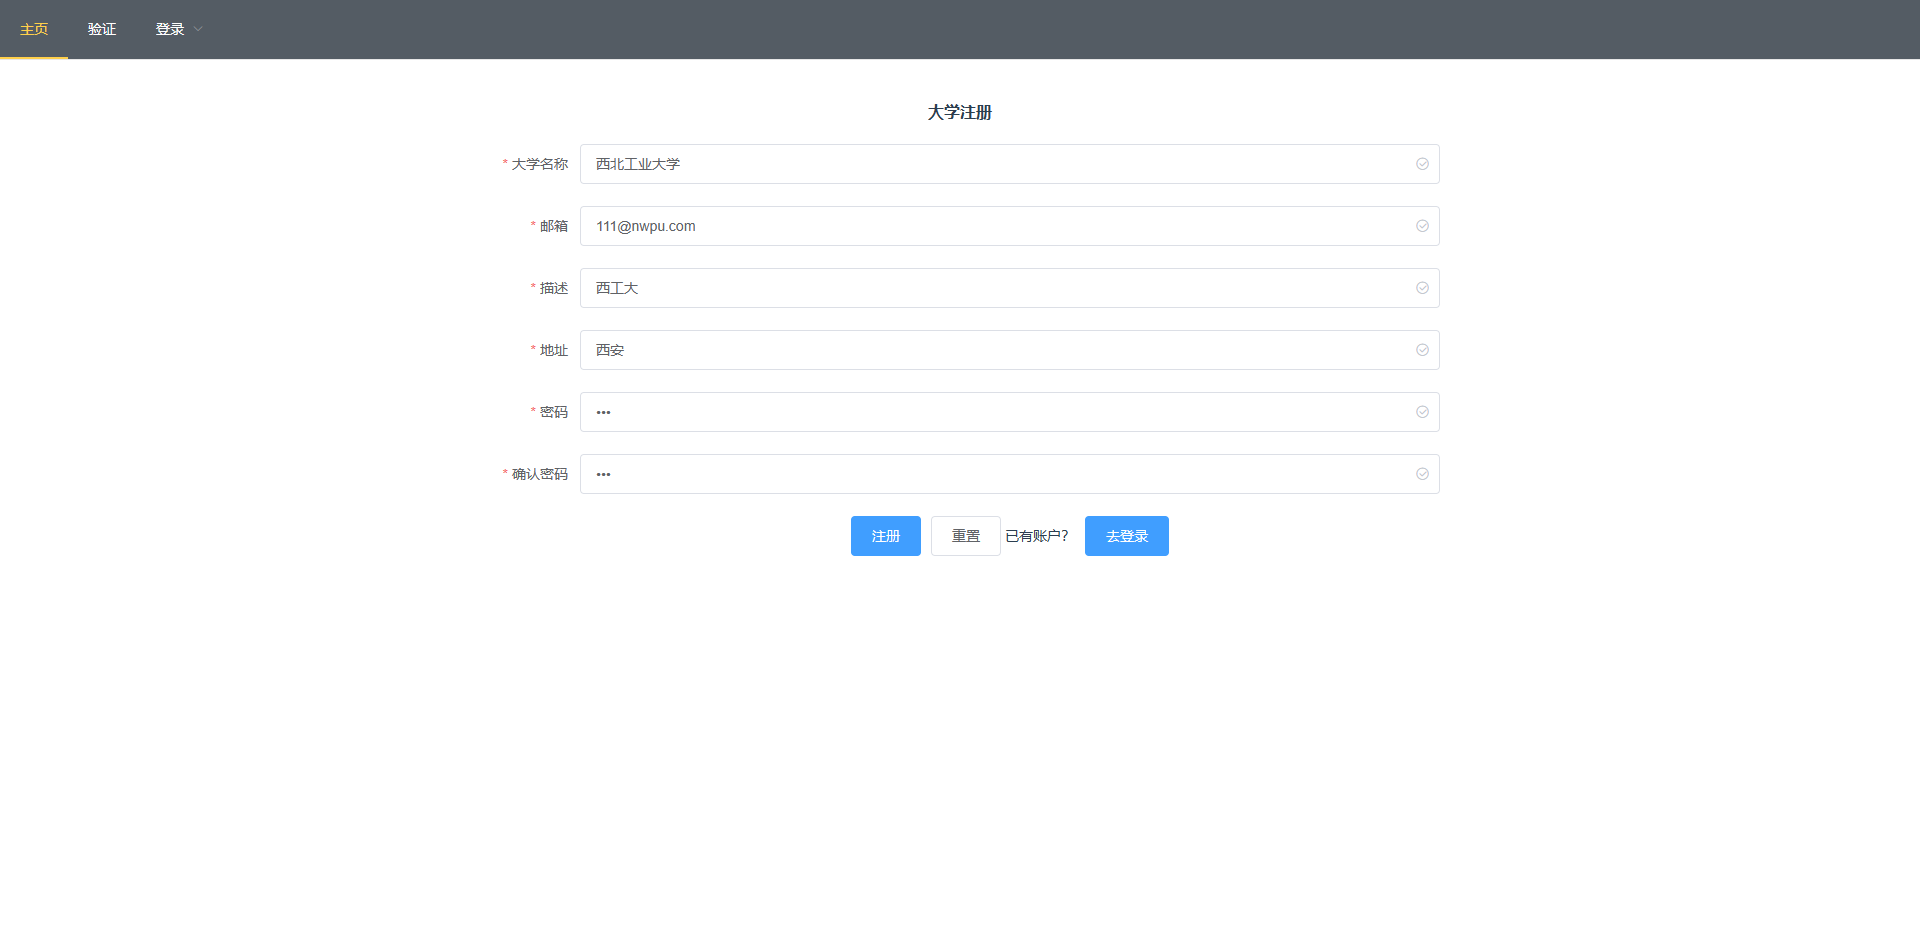 主页 验证 登录
大学注册
* 大学名称 西北工业大学
* 邮箱 111@nwpu.com
* 描述 西工大
* 地址 西安
* 密码 •••
* 确认密码 •••
注册 重置 已有账户? 去登录